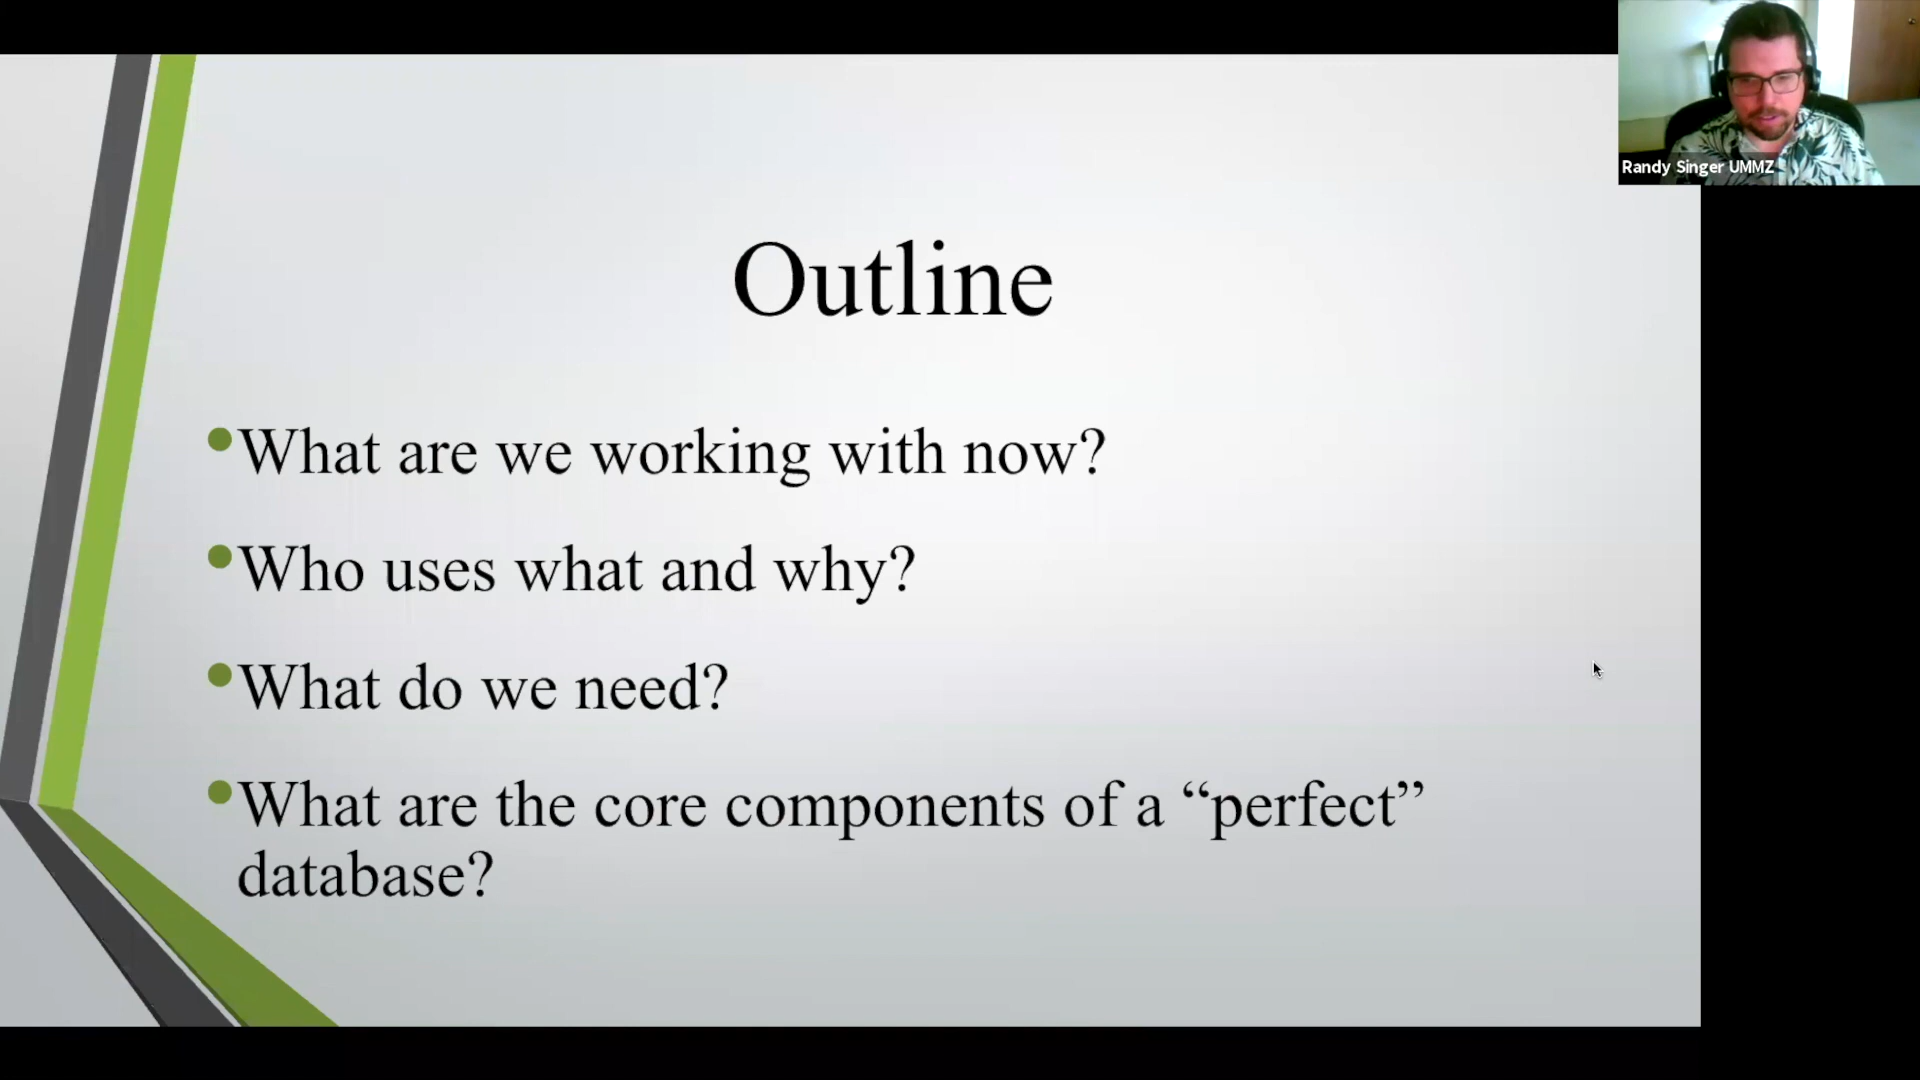 Randy Singer UMMZ
Outline
•What are we working with now?
•Who uses what and why?
•What do we need?
•What are the core components of a “perfect”
database?